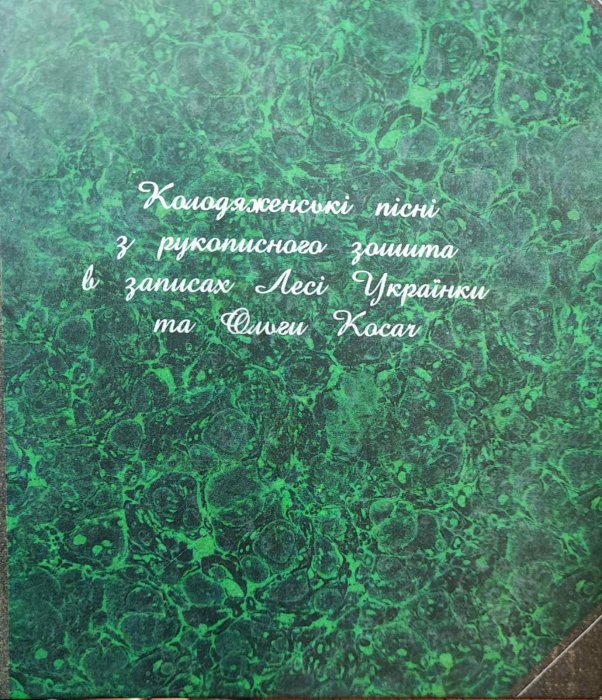 Колодяженські пісні
з рукописного зошита
в записах Лесі Українки
та Ольги Косач